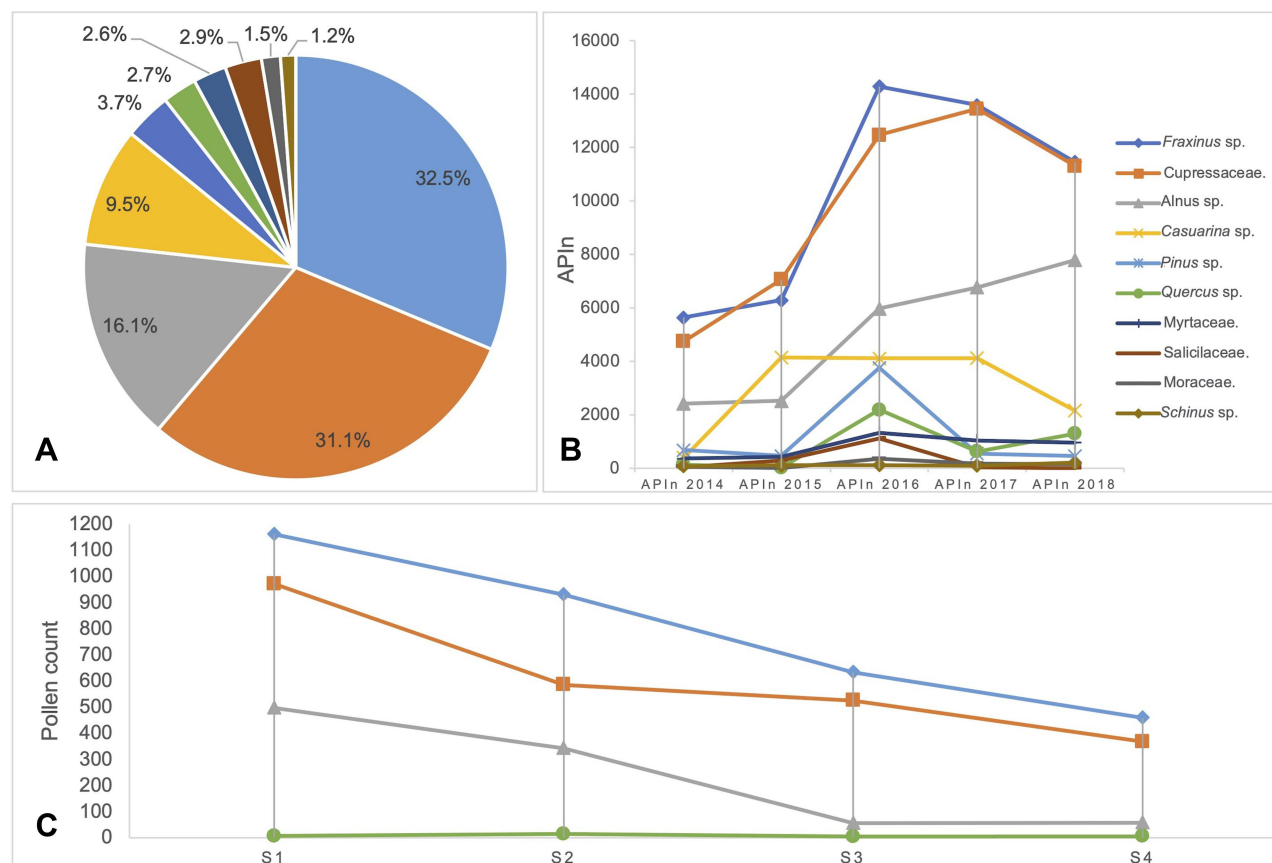 2.6%
2.9%
1.5%
1.2%
2.7%
3.7%
9.5%
32.5%
16.1%
31.1%
A
16000
14000
12000
10000
8000
6000
4000
2000
0
APIn
APIn 2014
APIn 2015
APIn 2016
APIn 2017
APIn 2018
B
Fraxinus sp.
Cupressaceae.
Alnus sp.
Casuarina sp.
Pinus sp.
Quercus sp.
Myrtaceae.
Salicilaceae.
Moraceae.
Schinus sp.
1200
1100
1000
900
800
700
600
500
400
300
200
100
0
Pollen count
C
S1
S2
S3
S4